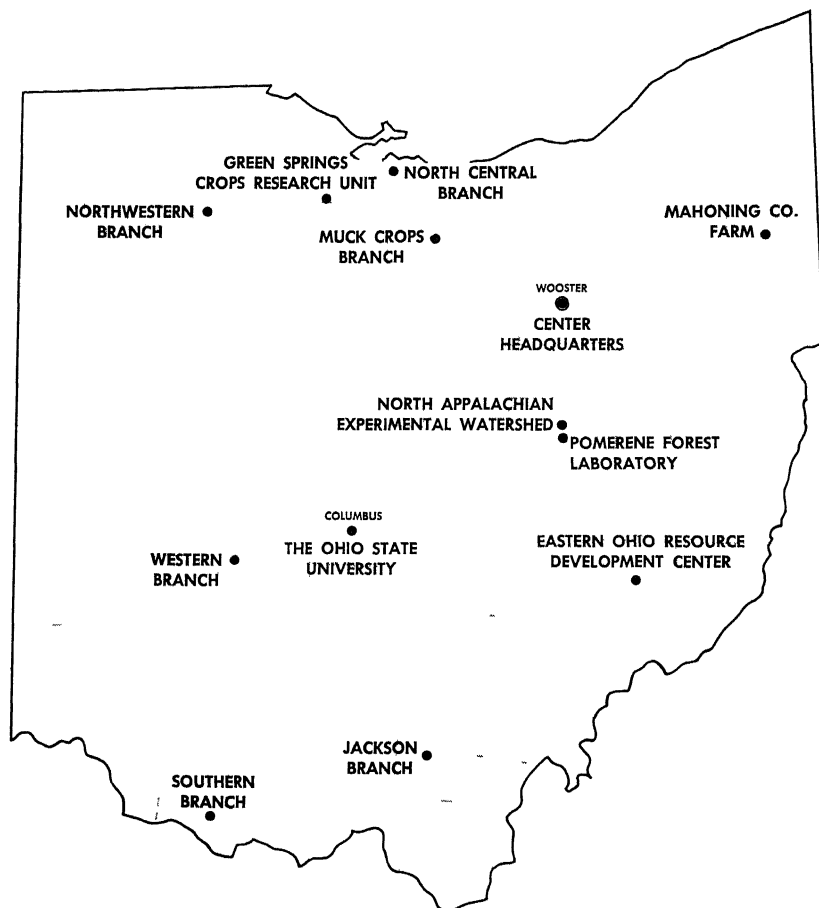 GREEN SPRINGS
CROPS RESEARCH UNIT
NORTH CENTRAL
BRANCH
NORTHWESTERN
BRANCH
MUCK CROPS
BRANCH
MAHONING CO.
FARM
WOOSTER
CENTER
HEADQUARTERS
NORTH APPALACHIAN
EXPERIMENTAL WATERSHED
POMERENE FOREST
LABORATORY
COLUMBUS
THE OHIO STATE
UNIVERSITY
WESTERN
BRANCH
EASTERN OHIO RESOURCE
DEVELOPMENT CENTER
JACKSON
BRANCH
SOUTHERN
BRANCH